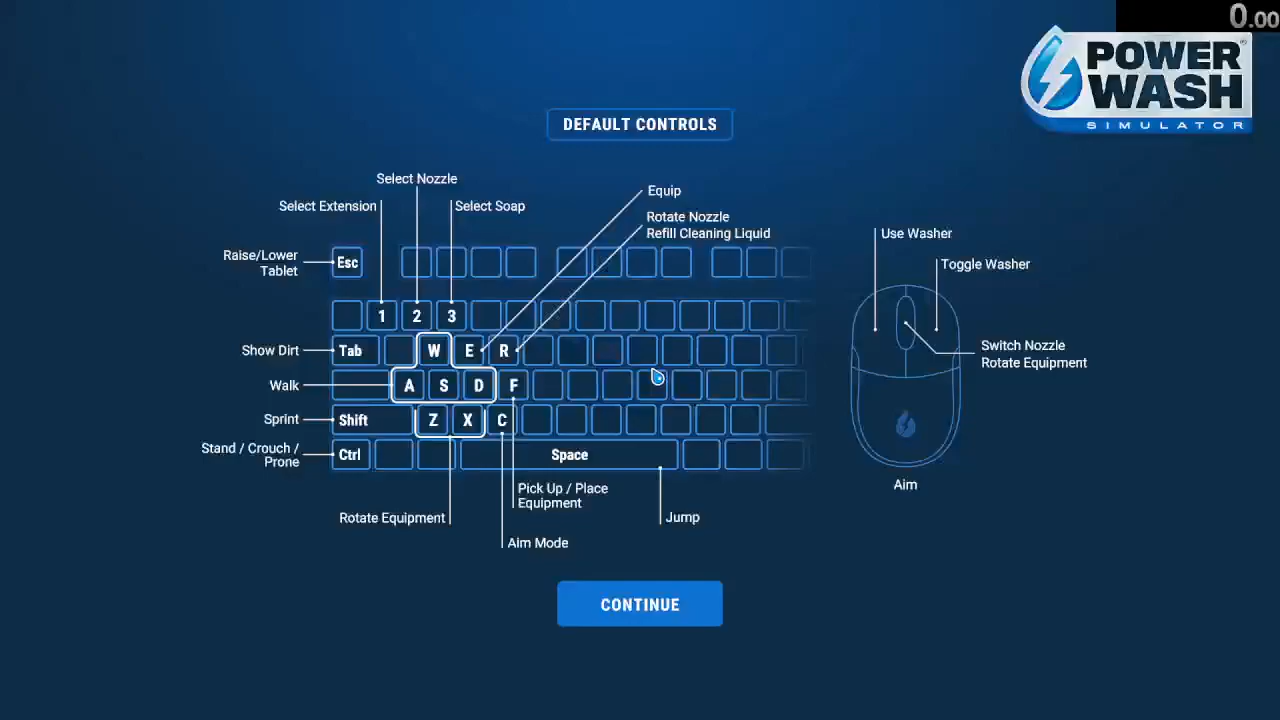 0.00
POWER
WASH
SIMULATOR
DEFAULT CONTROLS
Select Nozzle
Select Extension
Select Soap
Equip
Rotate Nozzle
Refill Cleaning Liquid
Use Washer
Toggle Washer
Raise/Lower
Tablet
Esc
1 2 3
Show Dirt
Tab W E R
Switch Nozzle
Rotate Equipment
Walk
A S D F
Sprint
Shift Z X C
Stand / Crouch /
Prone
Ctrl Space
Aim
Pick Up / Place
Equipment
Rotate Equipment
Jump
Aim Mode
CONTINUE